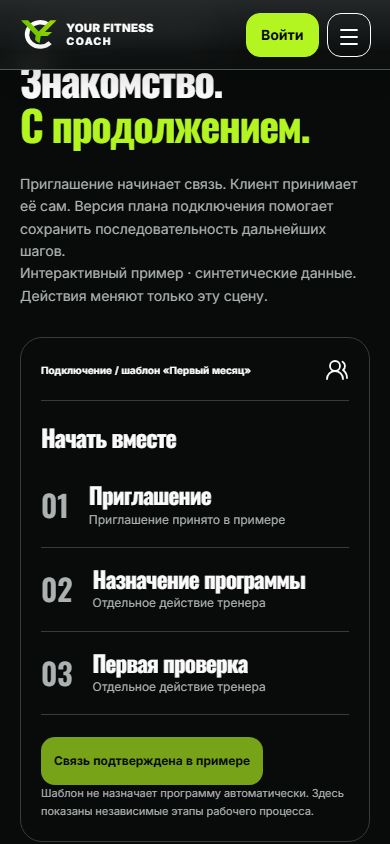 YOUR FITNESS
COACH
Войти
Знакомство.
С продолжением.
Приглашение начинает связь. Клиент принимает
её сам. Версия плана подключения помогает
сохранить последовательность дальнейших
шагов.
Интерактивный пример · синтетические данные.
Действия меняют только эту сцену.
Подключение / шаблон «Первый месяц»
Начать вместе
01
Приглашение
Приглашение принято в примере
02
Назначение программы
Отдельное действие тренера
03
Первая проверка
Отдельное действие тренера
Связь подтверждена в примере
Шаблон не назначает программу автоматически. Здесь
показаны независимые этапы рабочего процесса.